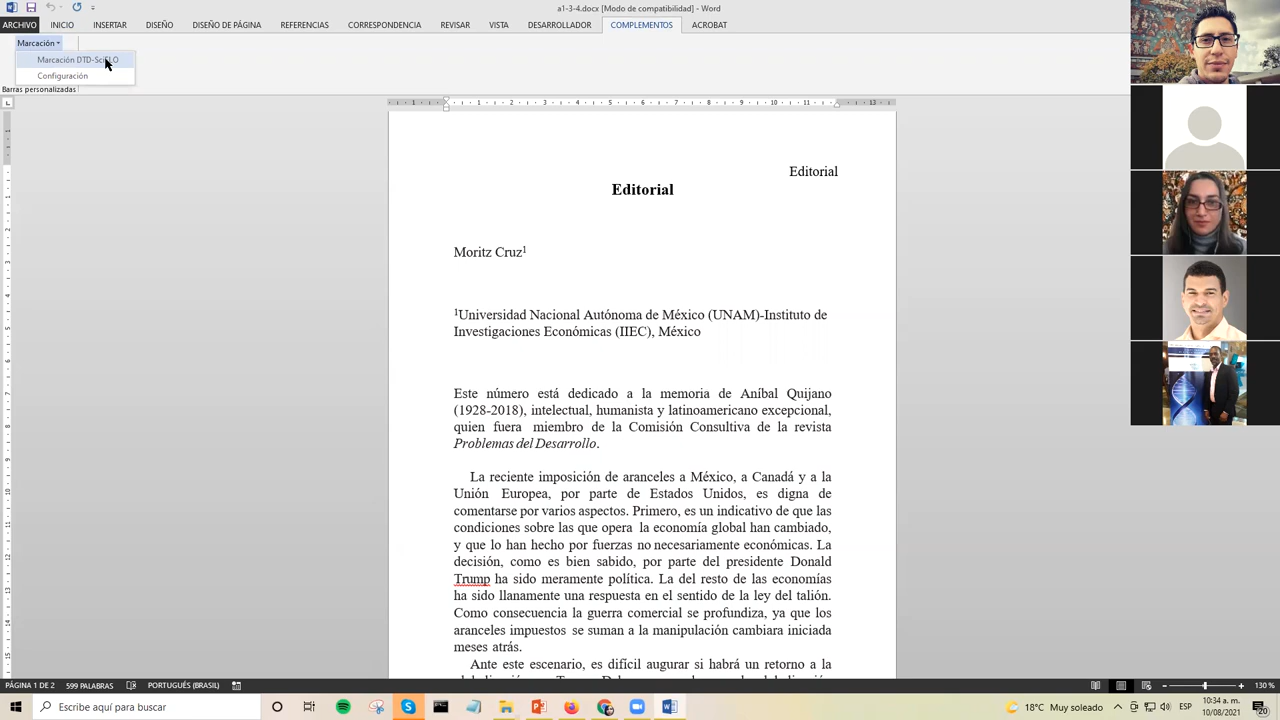 a1-3-4.docx [Modo de compatibilidad] - Word
ARCHIVO INICIO INSERTAR DISEÑO DISEÑO DE PÁGINA REFERENCIAS CORRESPONDENCIA REVISAR VISTA DESARROLLADOR COMPLEMENTOS ACROBAT
Marcación
Marcación DTD-SciELO
Configuración
Barras personalizadas
Editorial
Editorial
Moritz Cruz1
1Universidad Nacional Autónoma de México (UNAM)-Instituto de
Investigaciones Económicas (IIEC), México
Este número está dedicado a la memoria de Aníbal Quijano
(1928-2018), intelectual, humanista y latinoamericano excepcional,
quien fuera miembro de la Comisión Consultiva de la revista
Problemas del Desarrollo.
La reciente imposición de aranceles a México, a Canadá y a la
Unión Europea, por parte de Estados Unidos, es digna de
comentarse por varios aspectos. Primero, es un indicativo de que las
condiciones sobre las que opera la economía global han cambiado,
y que lo han hecho por fuerzas no necesariamente económicas. La
decisión, como es bien sabido, por parte del presidente Donald
Trump ha sido meramente política. La del resto de las economías
ha sido llanamente una respuesta en el sentido de la ley del talión.
Como consecuencia la guerra comercial se profundiza, ya que los
aranceles impuestos se suman a la manipulación cambiara iniciada
meses atrás.
Ante este escenario, es difícil augurar si habrá un retorno a la
PÁGINA 1 DE 2 599 PALABRAS PORTUGUÊS (BRASIL) 130 %
Escribe aquí para buscar
18°C Muy soleado ESP 10:34 a. m.
10/08/2021 20